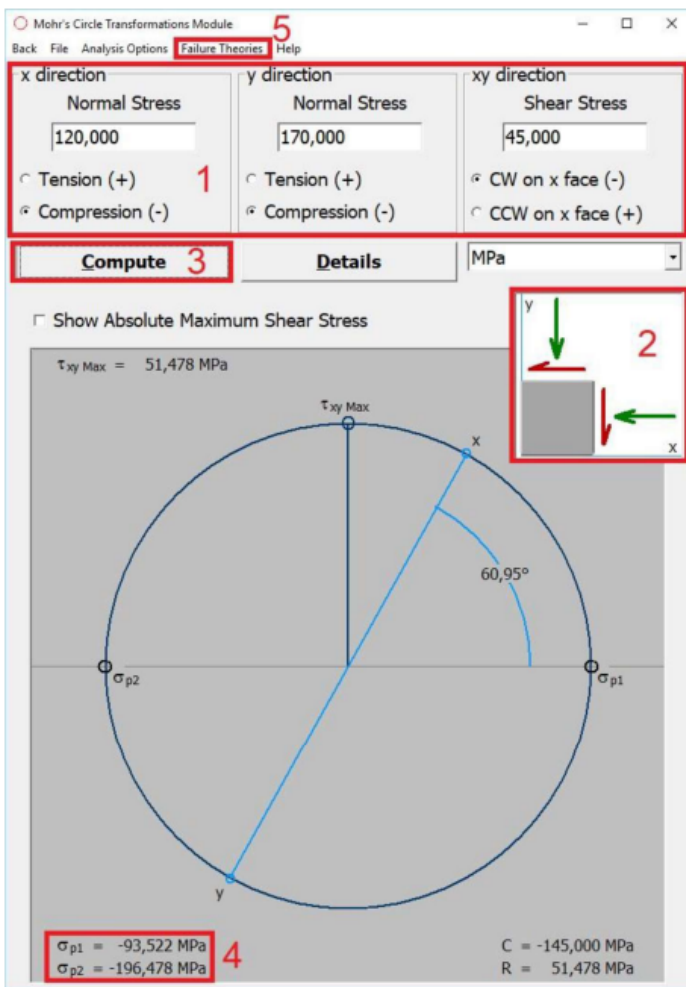 Mohr's Circle Transformations Module
5
Back File Analysis Options Failure Theories Help
x direction
Normal Stress
120,000
Tension (+)
Compression (-)
1
y direction
Normal Stress
170,000
Tension (+)
Compression (-)
xy direction
Shear Stress
45,000
CW on x face (-)
CCW on x face (+)
Compute 3
Details
MPa
Show Absolute Maximum Shear Stress
y
2
x
τxy Max = 51,478 MPa
τxy Max
x
60,95°
σp2
σp1
y
σp1 = -93,522 MPa
σp2 = -196,478 MPa
4
C = -145,000 MPa
R = 51,478 MPa